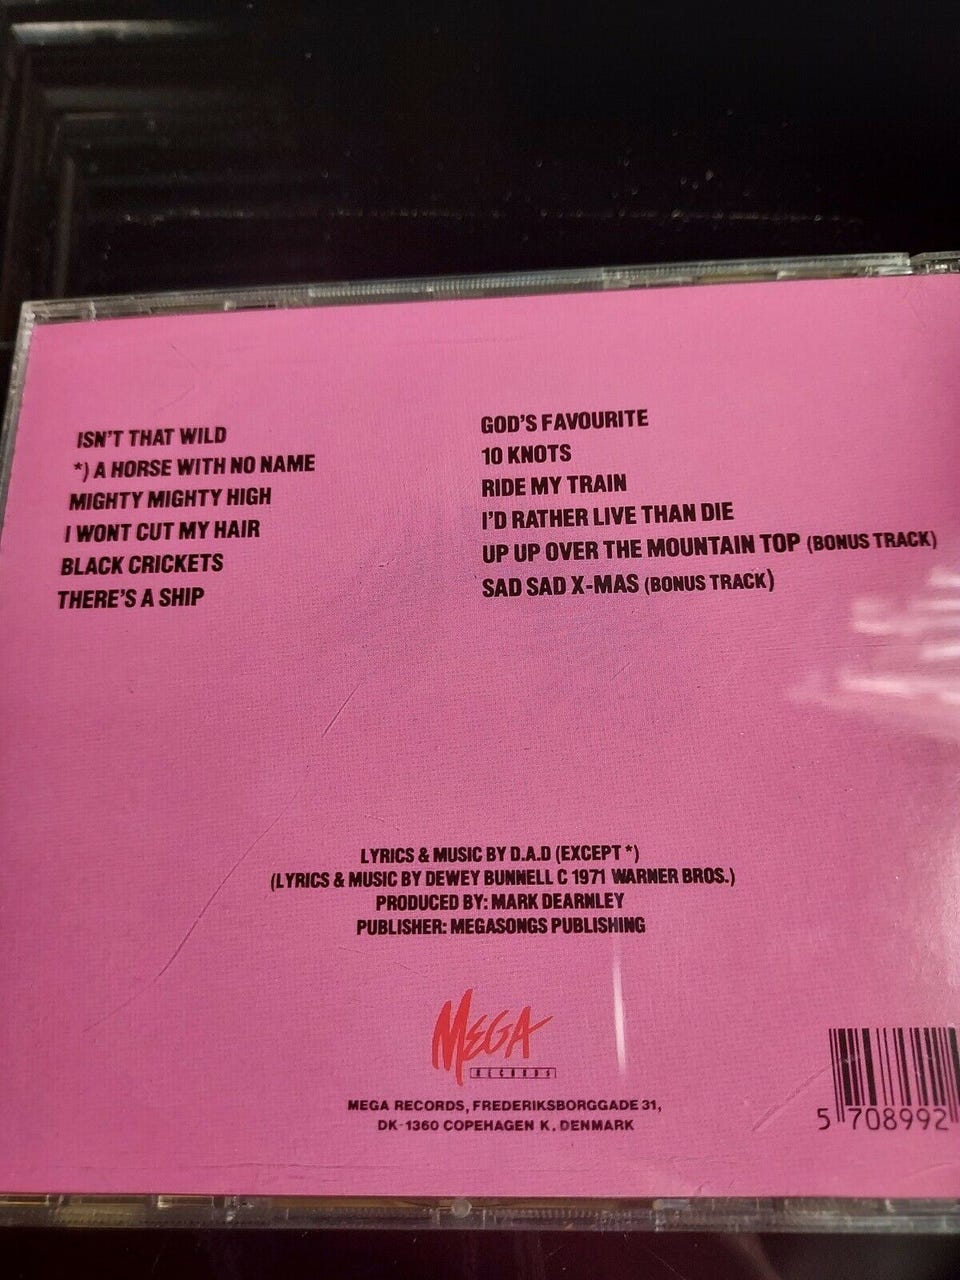 ISN'T THAT WILD
*) A HORSE WITH NO NAME
MIGHTY MIGHTY HIGH
I WONT CUT MY HAIR
BLACK CRICKETS
THERE'S A SHIP
GOD'S FAVOURITE
10 KNOTS
RIDE MY TRAIN
I'D RATHER LIVE THAN DIE
UP UP OVER THE MOUNTAIN TOP (BONUS TRACK)
SAD SAD X-MAS (BONUS TRACK)
LYRICS & MUSIC BY D.A.D (EXCEPT *)
(LYRICS & MUSIC BY DEWEY BUNNELL C 1971 WARNER BROS.)
PRODUCED BY: MARK DEARNLEY
PUBLISHER: MEGASONGS PUBLISHING
MEGA
RECORDS
MEGA RECORDS, FREDERIKSBORGGADE 31,
DK-1360 COPEHAGEN K. DENMARK
5 708992